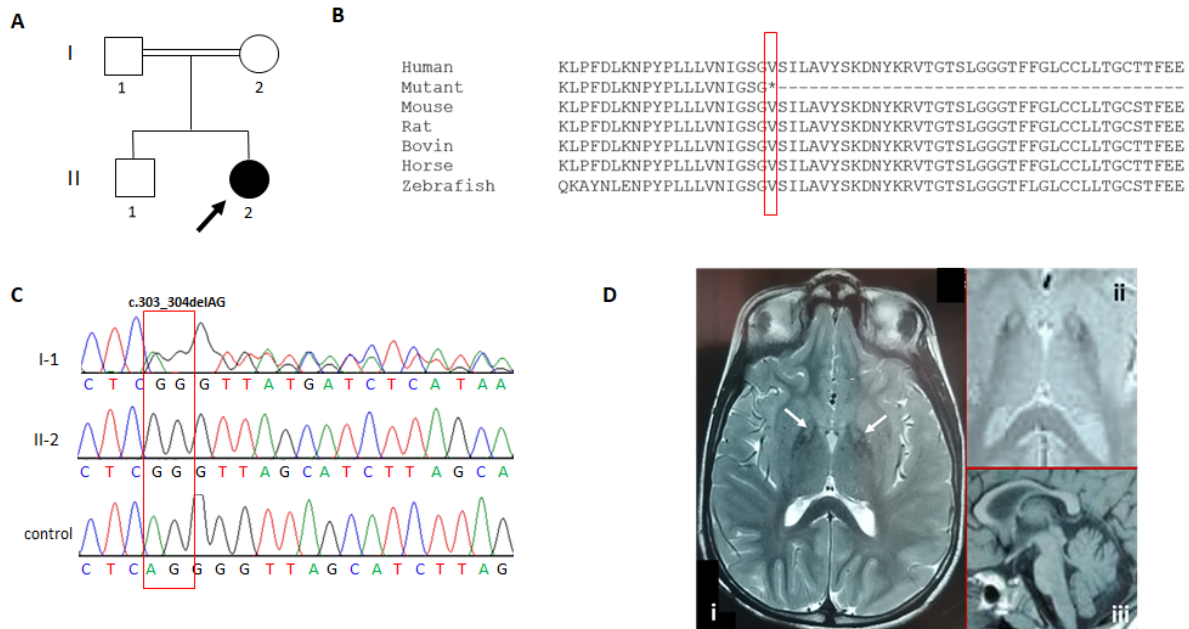 A
I
1
2
II
1
2
B
Human KLPFDLKNPYPLLLVNIGSGVSILAVYSKDNYKRVTGTSLGGGTFFGLCCLLTGCTTFEE
Mutant KLPFDLKNPYPLLLVNIGSG*---------------------------------------
Mouse KLPFDLKNPYPLLLVNIGSGVSILAVYSKDNYKRVTGTSLGGGTFFGLCCLLTGCSTFEE
Rat KLPFDLKNPYPLLLVNIGSGVSILAVYSKDNYKRVTGTSLGGGTFFGLCCLLTGCTTFEE
Bovin KLPFDLKNPYPLLLVNIGSGVSILAVYSKDNYKRVTGTSLGGGTFFGLCCLLTGCTTFEE
Horse KLPFDLKNPYPLLLVNIGSGVSILAVYSKDNYKRVTGTSLGGGTFFGLCCLLTGCTTFEE
Zebrafish QKAYNLENPYPLLLVNIGSGVSILAVYSKDNYKRVTGTSLGGGTFLGLCCLLTGCSTFEE
C
c.303_304delAG
I-1
C T C G G G T T A T G A T C T C A T A A
II-2
C T C G G G T T A G C A T C T T A G C A
control
C T C A G G G G T T A G C A T C T T A G
D
i
ii
iii